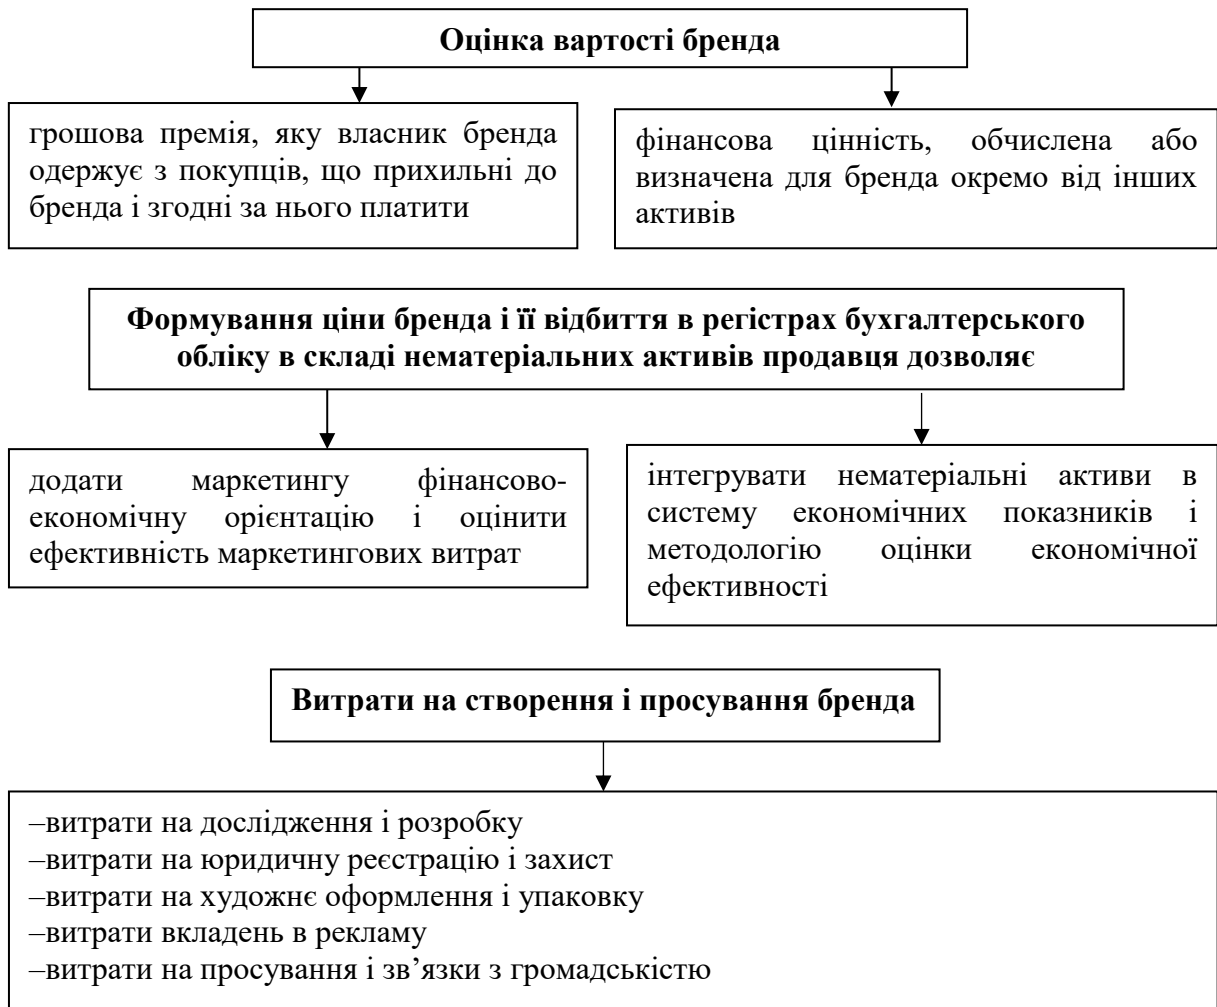 Оцінка вартості бренда
грошова премія, яку власник бренда
одержує з покупців, що прихильні до
бренда і згодні за нього платити
фінансова цінність, обчислена або
визначена для бренда окремо від інших
активів
Формування ціни бренда і її відбиття в регістрах бухгалтерського
обліку в складі нематеріальних активів продавця дозволяє
додати маркетингу фінансово-
економічну орієнтацію і оцінити
ефективність маркетингових витрат
інтегрувати нематеріальні активи в
систему економічних показників і
методологію оцінки економічної
ефективності
Витрати на створення і просування бренда
–витрати на дослідження і розробку
–витрати на юридичну реєстрацію і захист
–витрати на художнє оформлення і упаковку
–витрати вкладень в рекламу
–витрати на просування і зв’язки з громадськістю